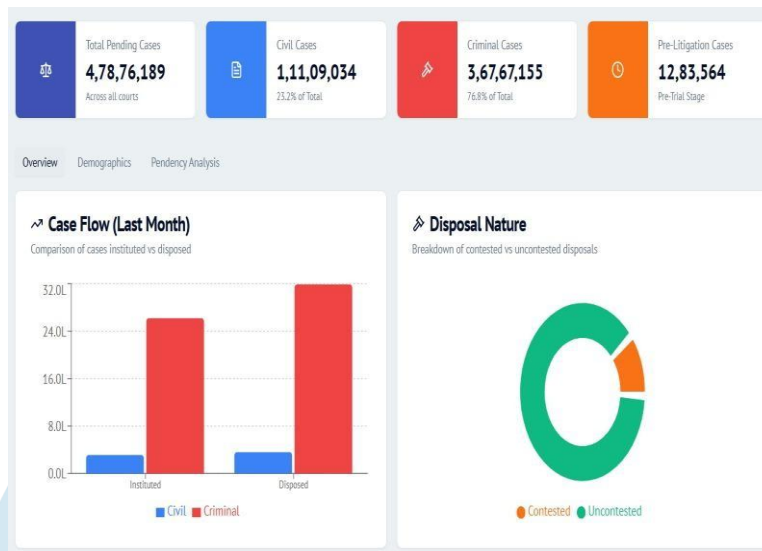 Total Pending Cases
4,78,76,189
Across all courts
Civil Cases
1,11,09,034
23.2% of Total
Criminal Cases
3,67,67,155
76.8% of Total
Pre-Litigation Cases
12,83,564
Pre-Trial Stage
Overview Demographics Pendency Analysis
Case Flow (Last Month)
Comparison of cases instituted vs disposed
32.0L
24.0L
16.0L
8.0L
0.0L
Instituted Disposed
Civil Criminal
Disposal Nature
Breakdown of contested vs uncontested disposals
Contested Uncontested